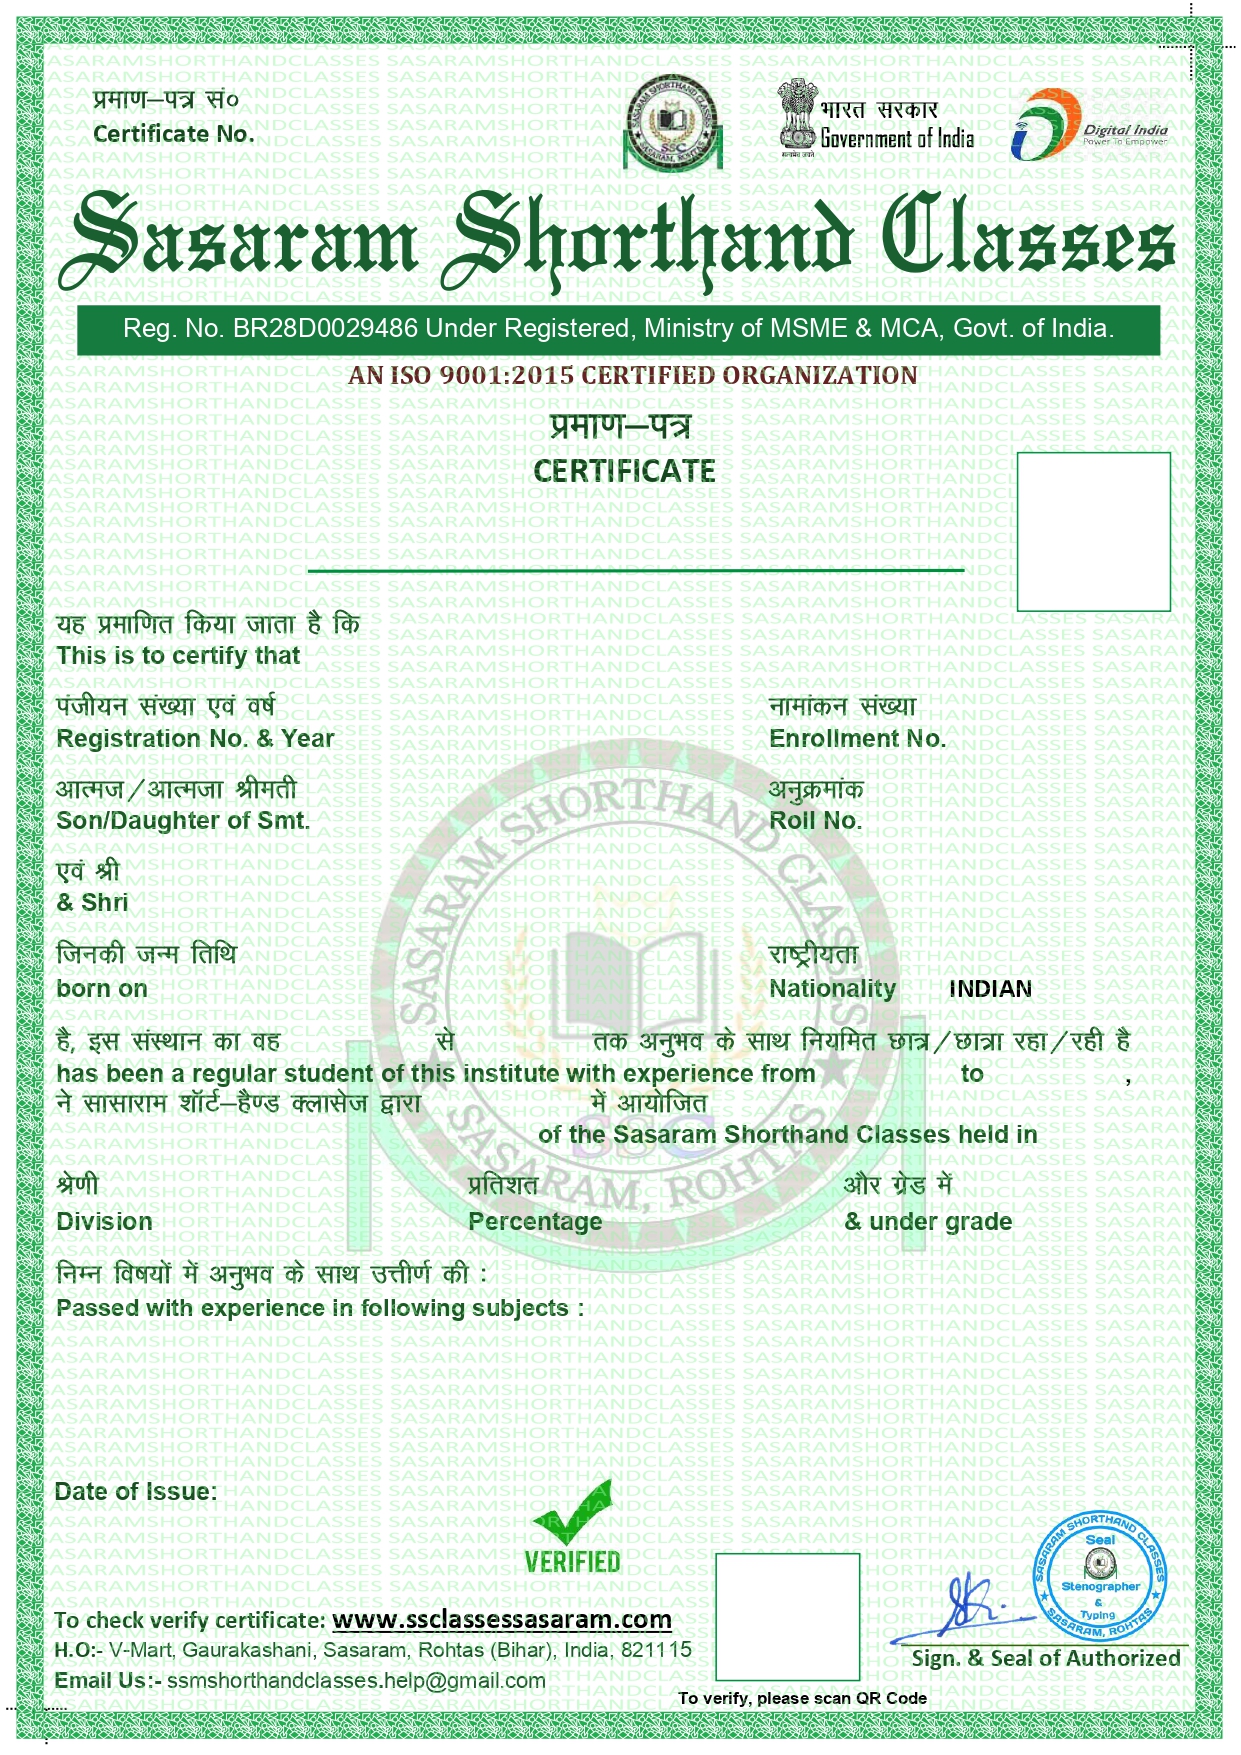 प्रमाण–पत्र सं०
Certificate No.
SASARAM SHORTHAND CLASSES
SSC
SASARAM, ROHTAS
भारत सरकार
Government of India
सत्यमेव जयते
Digital India
Power To Empower
Sasaram Shorthand Classes
Reg. No. BR28D0029486 Under Registered, Ministry of MSME & MCA, Govt. of India.
AN ISO 9001:2015 CERTIFIED ORGANIZATION
प्रमाण–पत्र
CERTIFICATE
यह प्रमाणित किया जाता है कि
This is to certify that
पंजीयन संख्या एवं वर्ष नामांकन संख्या
Registration No. & Year Enrollment No.
आत्मज/आत्मजा श्रीमती अनुक्रमांक
Son/Daughter of Smt. Roll No.
एवं श्री
& Shri
जिनकी जन्म तिथि राष्ट्रीयता
born on Nationality INDIAN
है, इस संस्थान का वह से तक अनुभव के साथ नियमित छात्र/छात्रा रहा/रही है
has been a regular student of this institute with experience from to ,
ने सासाराम शॉर्ट–हैण्ड क्लासेज द्वारा में आयोजित
of the Sasaram Shorthand Classes held in
श्रेणी प्रतिशत और ग्रेड में
Division Percentage & under grade
निम्न विषयों में अनुभव के साथ उत्तीर्ण की :
Passed with experience in following subjects :
SASARAM SHORTHAND CLASSES
SSC
SASARAM, ROHTAS
Date of Issue:
VERIFIED
SASARAM SHORTHAND CLASSES
Seal
Stenographer
&
Typing
SASARAM, ROHTAS
To check verify certificate: www.ssclassessasaram.com
H.O:- V-Mart, Gaurakashani, Sasaram, Rohtas (Bihar), India, 821115
Email Us:- ssmshorthandclasses.help@gmail.com
Sign. & Seal of Authorized
To verify, please scan QR Code